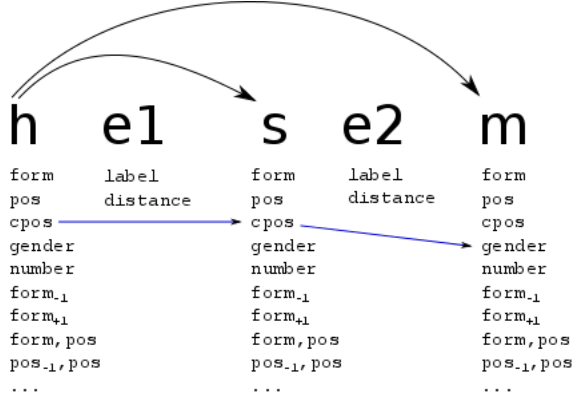 h e1 s e2 m
form label form label form
pos distance pos distance pos
cpos cpos cpos
gender gender gender
number number number
form₋₁ form₋₁ form₋₁
form₊₁ form₊₁ form₊₁
form,pos form,pos form,pos
pos₋₁,pos pos₋₁,pos pos₋₁,pos
... ... ...